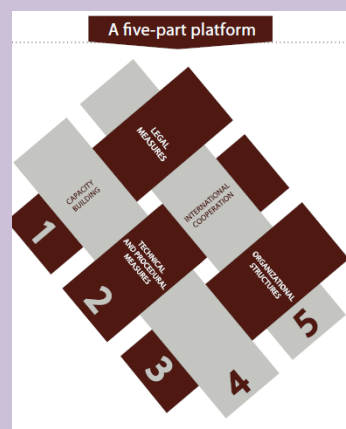 A five-part platform
LEGAL
MEASURES
CAPACITY
BUILDING
INTERNATIONAL
COOPERATION
1
TECHNICAL
AND PROCEDURAL
MEASURES
ORGANIZATIONAL
STRUCTURES
2
3
4
5